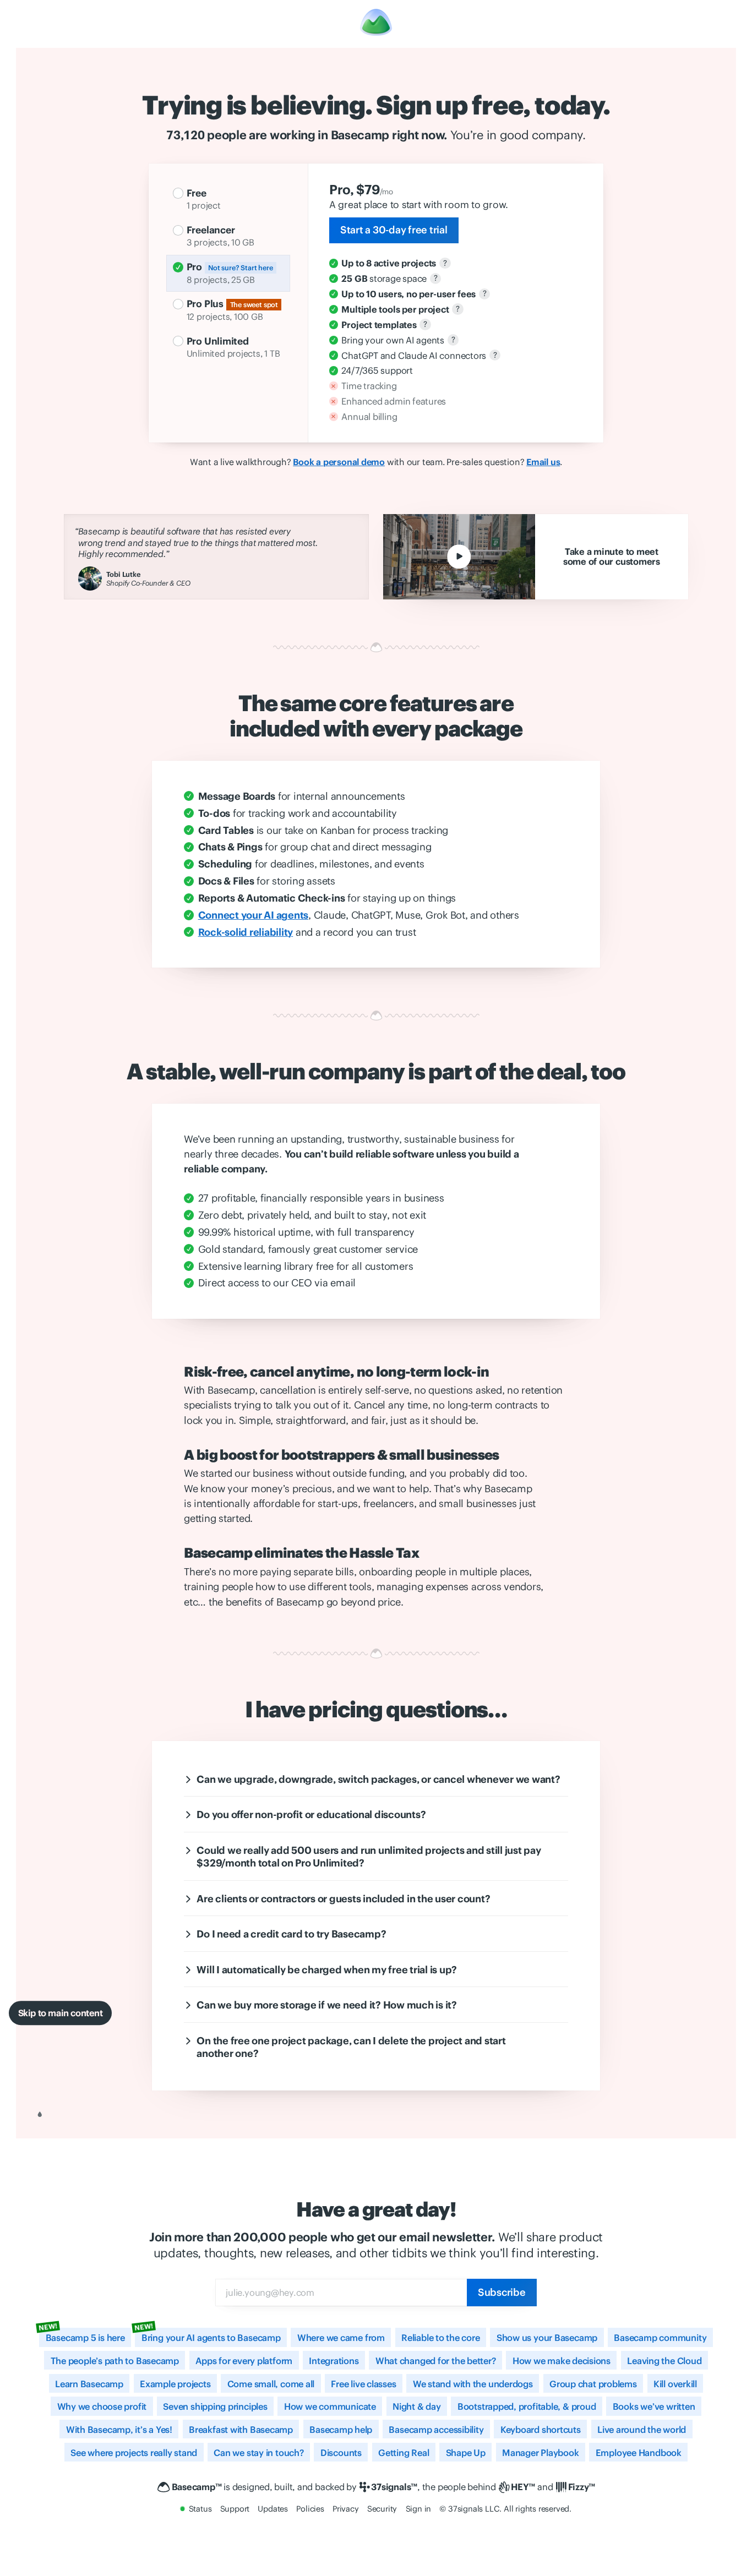 Trying is believing. Sign up free, today.
73,120 people are working in Basecamp right now. You're in good company.
Free
1 project
Freelancer
3 projects, 10 GB
Pro Not sure? Start here
8 projects, 25 GB
Pro Plus The sweet spot
12 projects, 100 GB
Pro Unlimited
Unlimited projects, 1 TB
Pro, $79/mo
A great place to start with room to grow.
Start a 30-day free trial
Up to 8 active projects ?
25 GB storage space ?
Up to 10 users, no per-user fees ?
Multiple tools per project ?
Project templates ?
Bring your own AI agents ?
ChatGPT and Claude AI connectors ?
24/7/365 support
Time tracking
Enhanced admin features
Annual billing
Want a live walkthrough? Book a personal demo with our team. Pre-sales question? Email us.
"Basecamp is beautiful software that has resisted every
wrong trend and stayed true to the things that mattered most.
Highly recommended."
Tobi Lutke
Shopify Co-Founder & CEO
Take a minute to meet
some of our customers
The same core features are
included with every package
Message Boards for internal announcements
To-dos for tracking work and accountability
Card Tables is our take on Kanban for process tracking
Chats & Pings for group chat and direct messaging
Scheduling for deadlines, milestones, and events
Docs & Files for storing assets
Reports & Automatic Check-ins for staying up on things
Connect your AI agents, Claude, ChatGPT, Muse, Grok Bot, and others
Rock-solid reliability and a record you can trust
A stable, well-run company is part of the deal, too
We've been running an upstanding, trustworthy, sustainable business for
nearly three decades. You can't build reliable software unless you build a
reliable company.
27 profitable, financially responsible years in business
Zero debt, privately held, and built to stay, not exit
99.99% historical uptime, with full transparency
Gold standard, famously great customer service
Extensive learning library free for all customers
Direct access to our CEO via email
Risk-free, cancel anytime, no long-term lock-in
With Basecamp, cancellation is entirely self-serve, no questions asked, no retention
specialists trying to talk you out of it. Cancel any time, no long-term contracts to
lock you in. Simple, straightforward, and fair, just as it should be.
A big boost for bootstrappers & small businesses
We started our business without outside funding, and you probably did too.
We know your money's precious, and we want to help. That's why Basecamp
is intentionally affordable for start-ups, freelancers, and small businesses just
getting started.
Basecamp eliminates the Hassle Tax
There's no more paying separate bills, onboarding people in multiple places,
training people how to use different tools, managing expenses across vendors,
etc... the benefits of Basecamp go beyond price.
I have pricing questions...
Can we upgrade, downgrade, switch packages, or cancel whenever we want?
Do you offer non-profit or educational discounts?
Could we really add 500 users and run unlimited projects and still just pay
$329/month total on Pro Unlimited?
Are clients or contractors or guests included in the user count?
Do I need a credit card to try Basecamp?
Will I automatically be charged when my free trial is up?
Can we buy more storage if we need it? How much is it?
Skip to main content
On the free one project package, can I delete the project and start
another one?
Have a great day!
Join more than 200,000 people who get our email newsletter. We'll share product
updates, thoughts, new releases, and other tidbits we think you'll find interesting.
julie.young@hey.com
Subscribe
NEW! NEW!
Basecamp 5 is here Bring your AI agents to Basecamp Where we came from Reliable to the core Show us your Basecamp Basecamp community
The people's path to Basecamp Apps for every platform Integrations What changed for the better? How we make decisions Leaving the Cloud
Learn Basecamp Example projects Come small, come all Free live classes We stand with the underdogs Group chat problems Kill overkill
Why we choose profit Seven shipping principles How we communicate Night & day Bootstrapped, profitable, & proud Books we've written
With Basecamp, it's a Yes! Breakfast with Basecamp Basecamp help Basecamp accessibility Keyboard shortcuts Live around the world
See where projects really stand Can we stay in touch? Discounts Getting Real Shape Up Manager Playbook Employee Handbook
Basecamp™ is designed, built, and backed by 37signals™, the people behind HEY™ and Fizzy™
Status Support Updates Policies Privacy Security Sign in © 37signals LLC. All rights reserved.